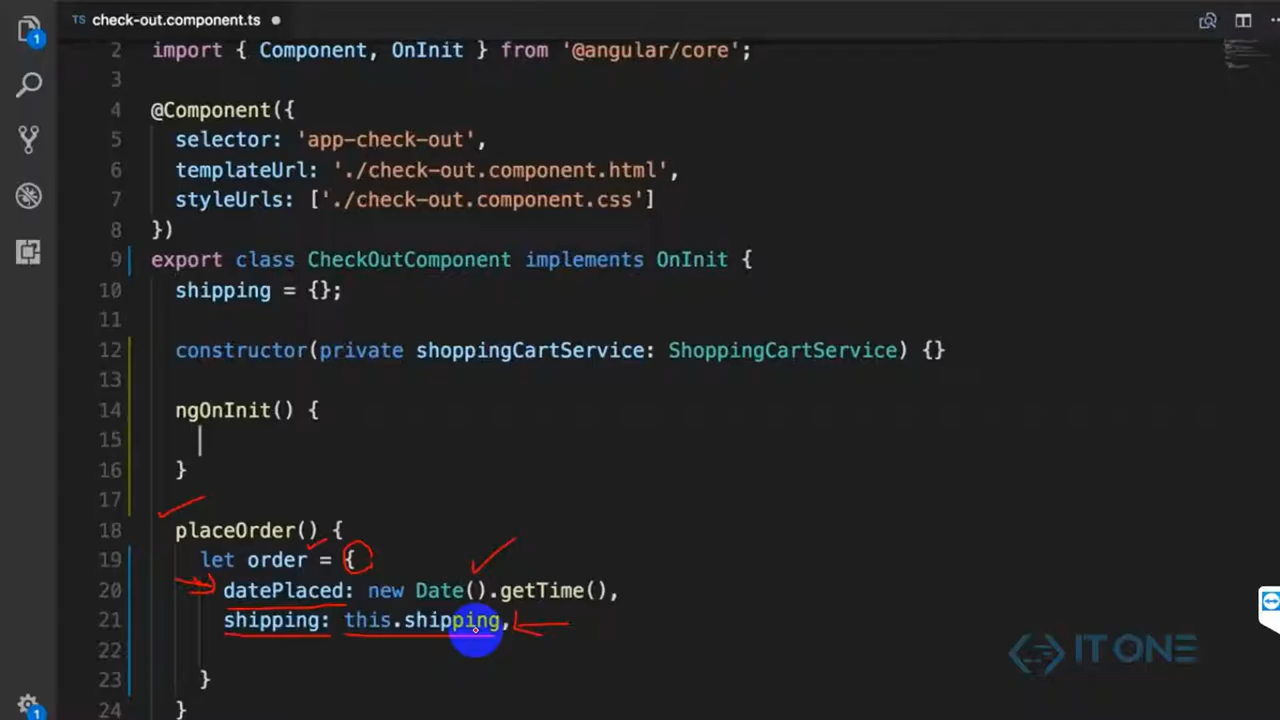 TS check-out.component.ts
1
2 import { Component, OnInit } from '@angular/core';
3
4 @Component({
5 selector: 'app-check-out',
6 templateUrl: './check-out.component.html',
7 styleUrls: ['./check-out.component.css']
8 })
9 export class CheckOutComponent implements OnInit {
10 shipping = {};
11
12 constructor(private shoppingCartService: ShoppingCartService) {}
13
14 ngOnInit() {
15
16 }
17
18 placeOrder() {
19 let order = {
20 datePlaced: new Date().getTime(),
21 shipping: this.shipping,
22
23 }
24 }
1
IT ONE